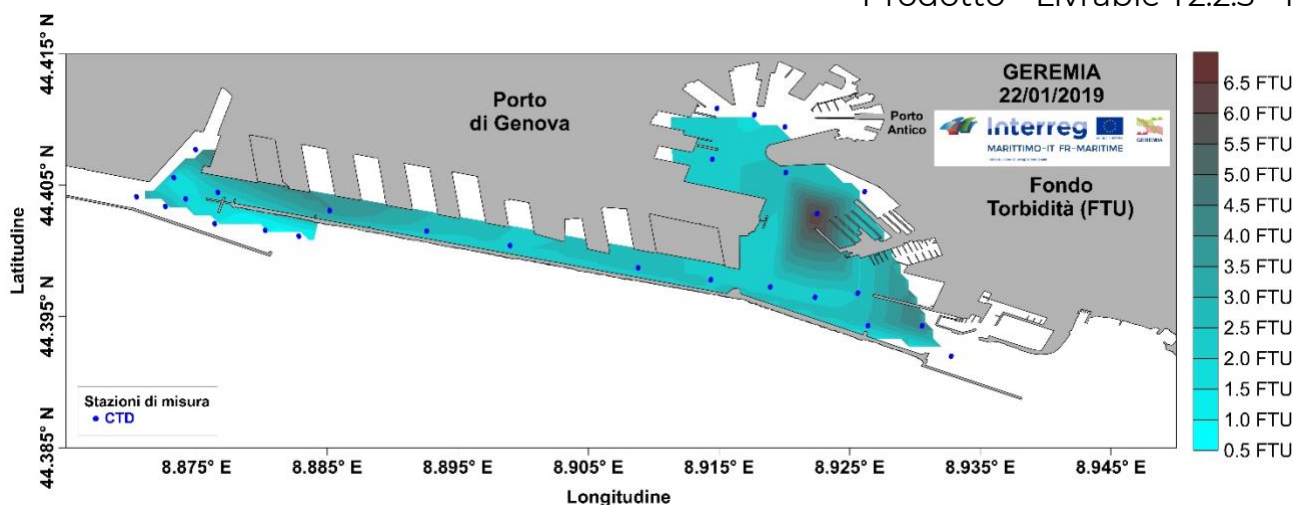 Prodotto - Livrable T2.2.3 -
GEREMIA
22/01/2019
Porto
di Genova
Porto
Antico
Interreg
MARITTIMO-IT FR-MARITIME
GEREMIA
Fondo
Torbidità (FTU)
Stazioni di misura
CTD
Latitudine
44.415° N
44.405° N
44.395° N
44.385° N
8.875° E
8.885° E
8.895° E
8.905° E
8.915° E
8.925° E
8.935° E
8.945° E
Longitudine
6.5 FTU
6.0 FTU
5.5 FTU
5.0 FTU
4.5 FTU
4.0 FTU
3.5 FTU
3.0 FTU
2.5 FTU
2.0 FTU
1.5 FTU
1.0 FTU
0.5 FTU